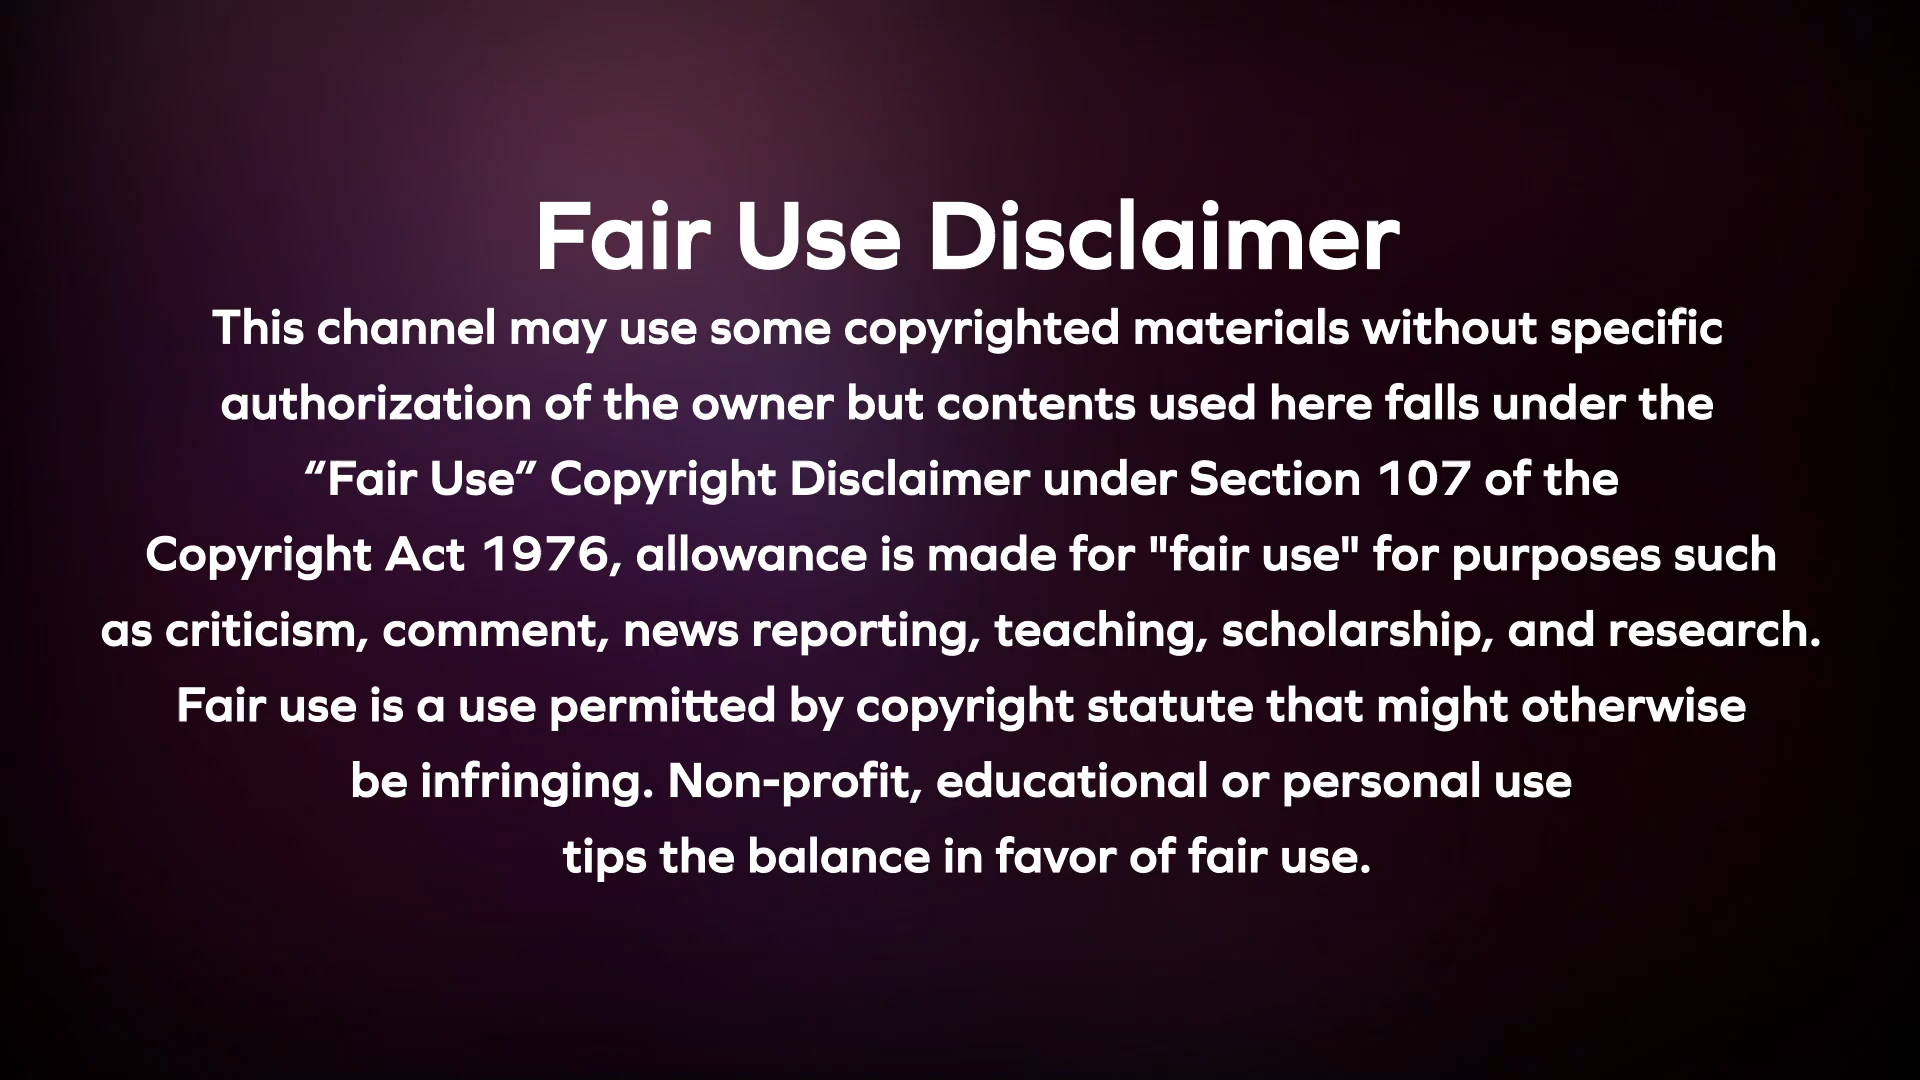 Fair Use Disclaimer
This channel may use some copyrighted materials without specific
authorization of the owner but contents used here falls under the
“Fair Use” Copyright Disclaimer under Section 107 of the
Copyright Act 1976, allowance is made for "fair use" for purposes such
as criticism, comment, news reporting, teaching, scholarship, and research.
Fair use is a use permitted by copyright statute that might otherwise
be infringing. Non-profit, educational or personal use
tips the balance in favor of fair use.